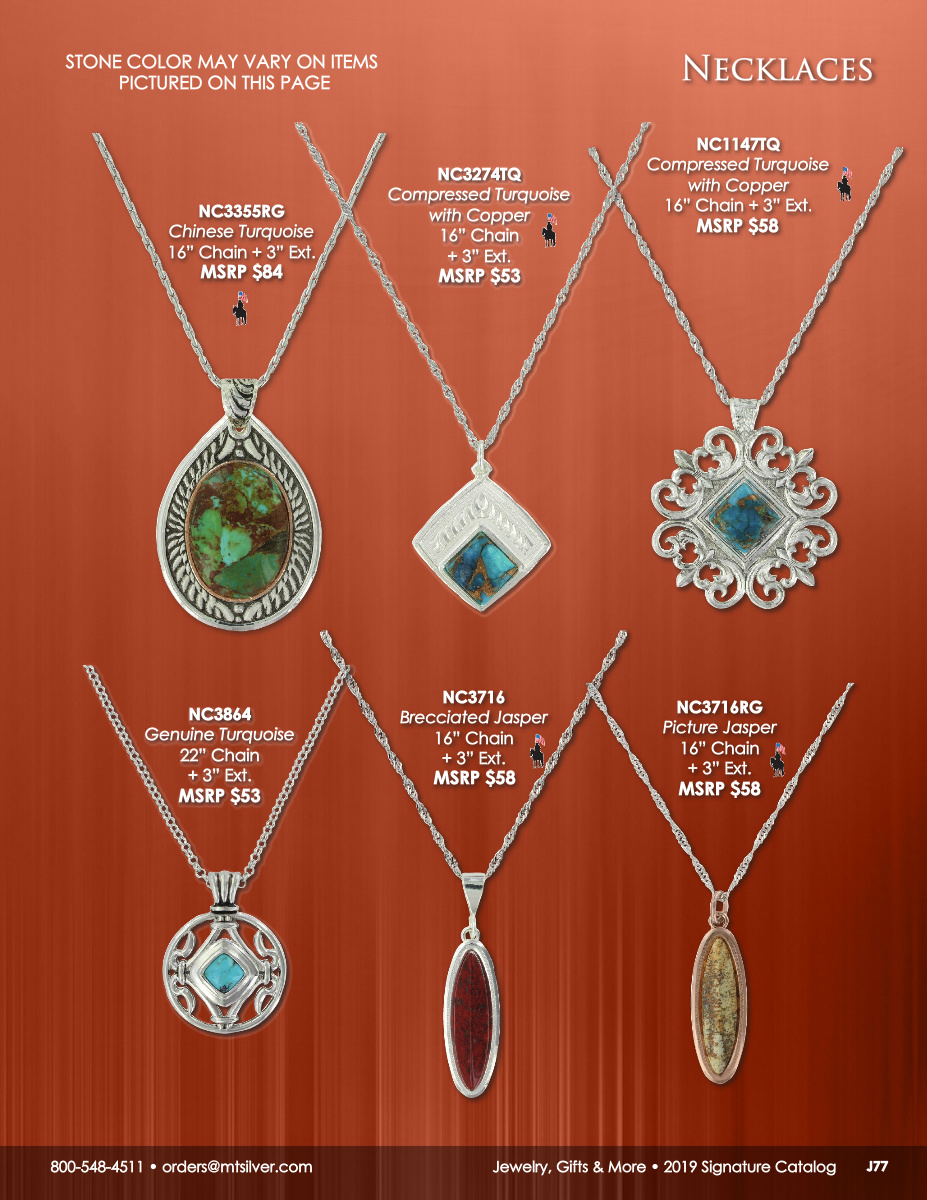 STONE COLOR MAY VARY ON ITEMS
PICTURED ON THIS PAGE
NECKLACES
NC3355RG
Chinese Turquoise
16” Chain + 3” Ext.
MSRP $84
NC3274TQ
Compressed Turquoise
with Copper
16” Chain
+ 3” Ext.
MSRP $53
NC1147TQ
Compressed Turquoise
with Copper
16” Chain + 3” Ext.
MSRP $58
NC3864
Genuine Turquoise
22” Chain
+ 3” Ext.
MSRP $53
NC3716
Brecciated Jasper
16” Chain
+ 3” Ext.
MSRP $58
NC3716RG
Picture Jasper
16” Chain
+ 3” Ext.
MSRP $58
800-548-4511 • orders@mtsilver.com
Jewelry, Gifts & More • 2019 Signature Catalog J77